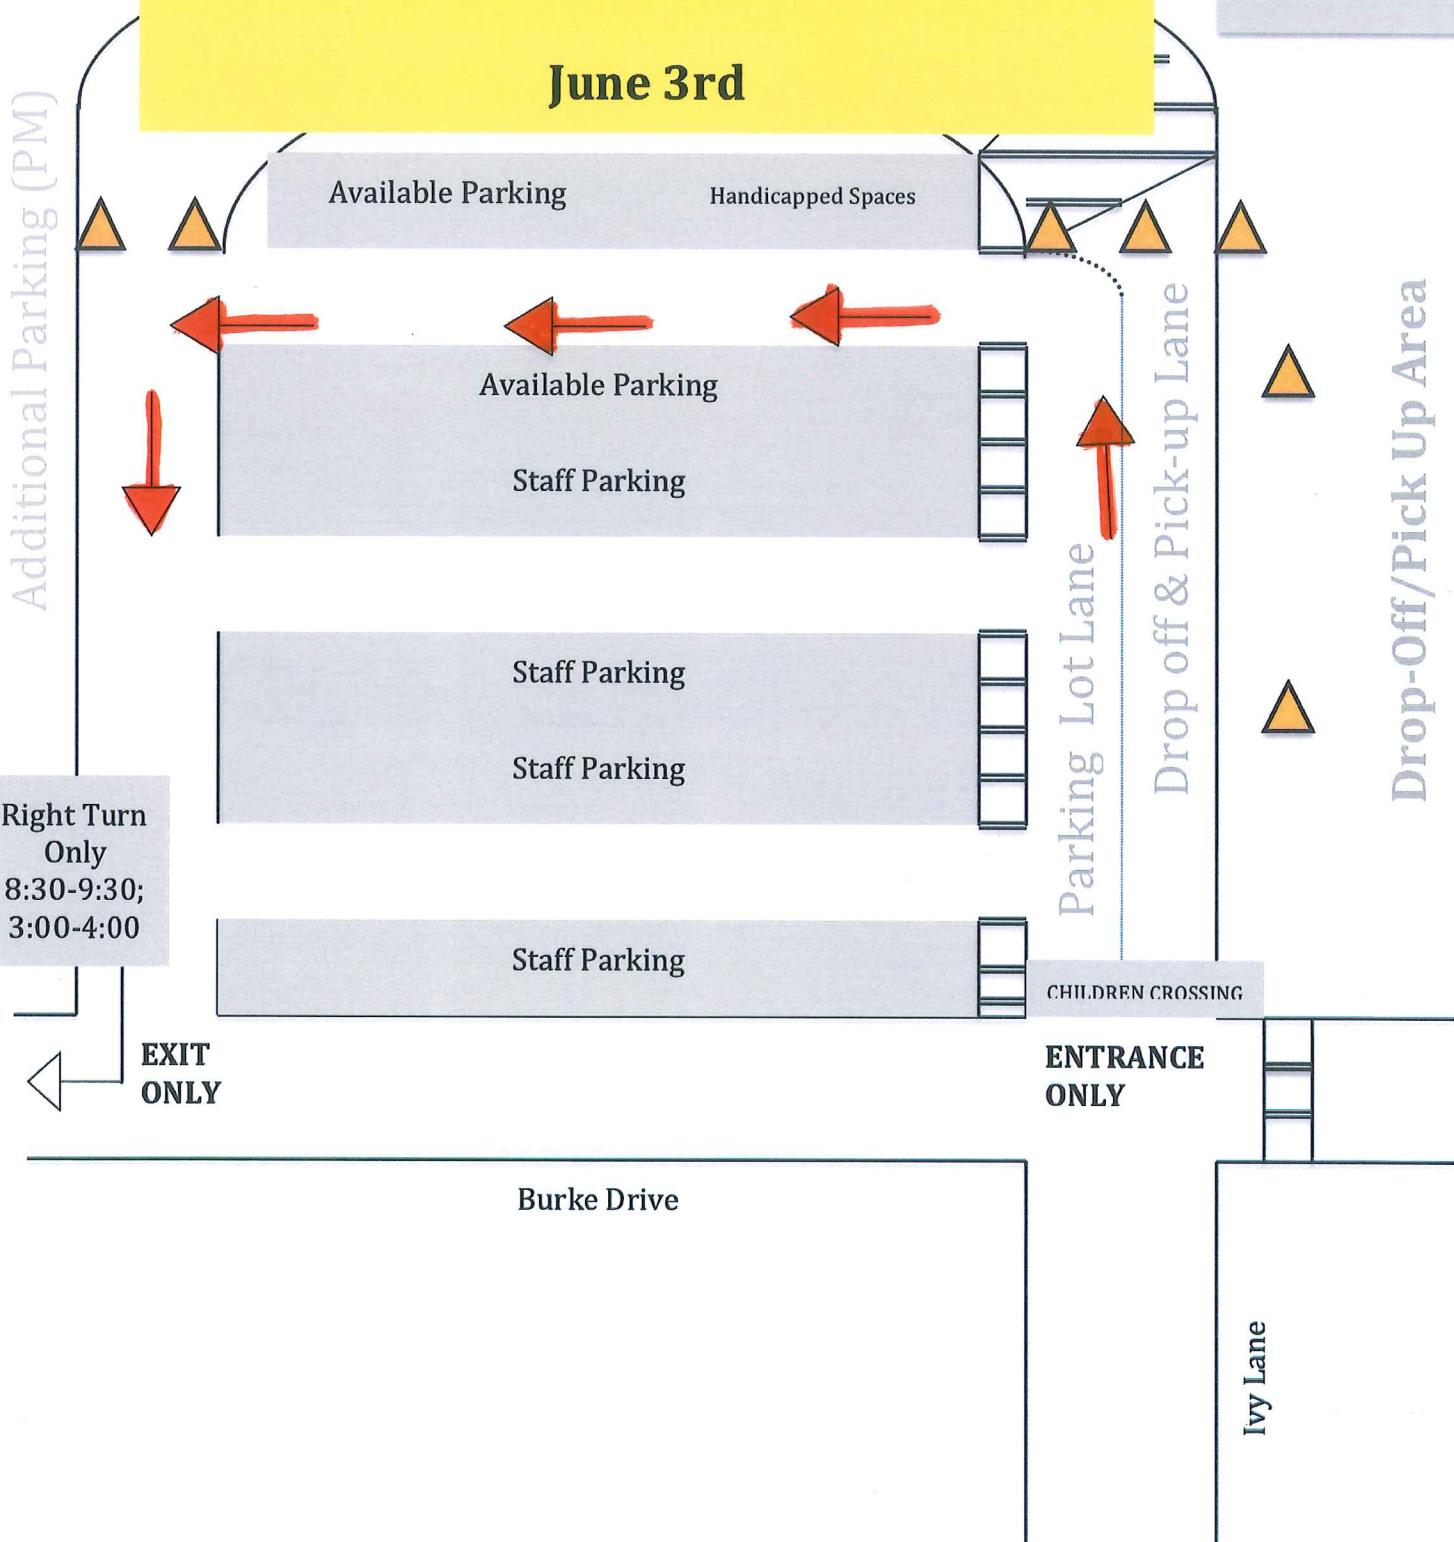 June 3rd
Additional Parking (PM)
Available Parking
Handicapped Spaces
Available Parking
Staff Parking
Staff Parking
Staff Parking
Staff Parking
Parking Lot Lane
Drop off & Pick-up Lane
Drop-Off/Pick Up Area
Right Turn
Only
8:30-9:30;
3:00-4:00
CHILDREN CROSSING
EXIT
ONLY
ENTRANCE
ONLY
Burke Drive
Ivy Lane